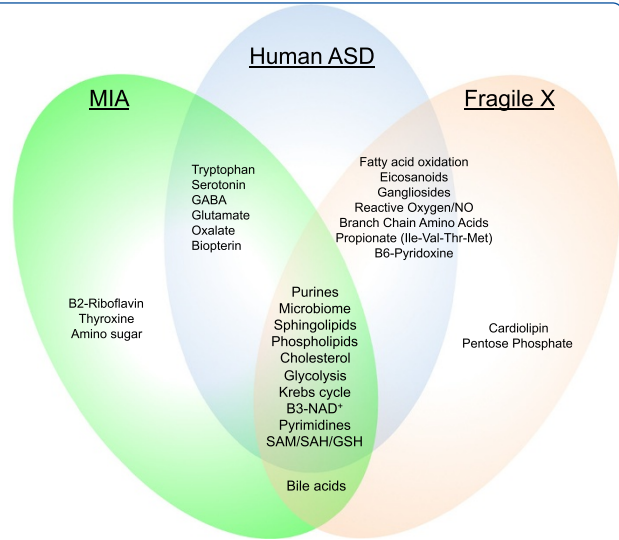 Human ASD
MIA
Fragile X
Tryptophan
Serotonin
GABA
Glutamate
Oxalate
Biopterin
Fatty acid oxidation
Eicosanoids
Gangliosides
Reactive Oxygen/NO
Branch Chain Amino Acids
Propionate (Ile-Val-Thr-Met)
B6-Pyridoxine
B2-Riboflavin
Thyroxine
Amino sugar
Purines
Microbiome
Sphingolipids
Phospholipids
Cholesterol
Glycolysis
Krebs cycle
B3-NAD⁺
Pyrimidines
SAM/SAH/GSH
Cardiolipin
Pentose Phosphate
Bile acids